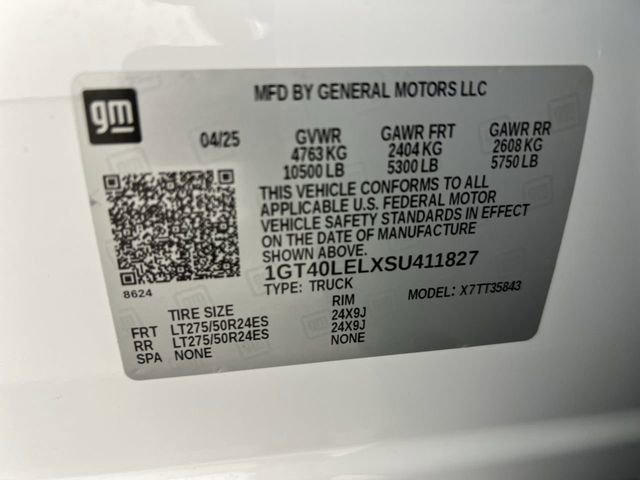 gm
MFD BY GENERAL MOTORS LLC
04/25 GVWR GAWR FRT GAWR RR
4763 KG 2404 KG 2608 KG
10500 LB 5300 LB 5750 LB
THIS VEHICLE CONFORMS TO ALL
APPLICABLE U.S. FEDERAL MOTOR
VEHICLE SAFETY STANDARDS IN EFFECT
ON THE DATE OF MANUFACTURE
SHOWN ABOVE.
1GT40LELXSU411827
8624
TYPE: TRUCK MODEL: X7TT35843
TIRE SIZE RIM
FRT LT275/50R24ES 24X9J
RR LT275/50R24ES 24X9J
SPA NONE NONE